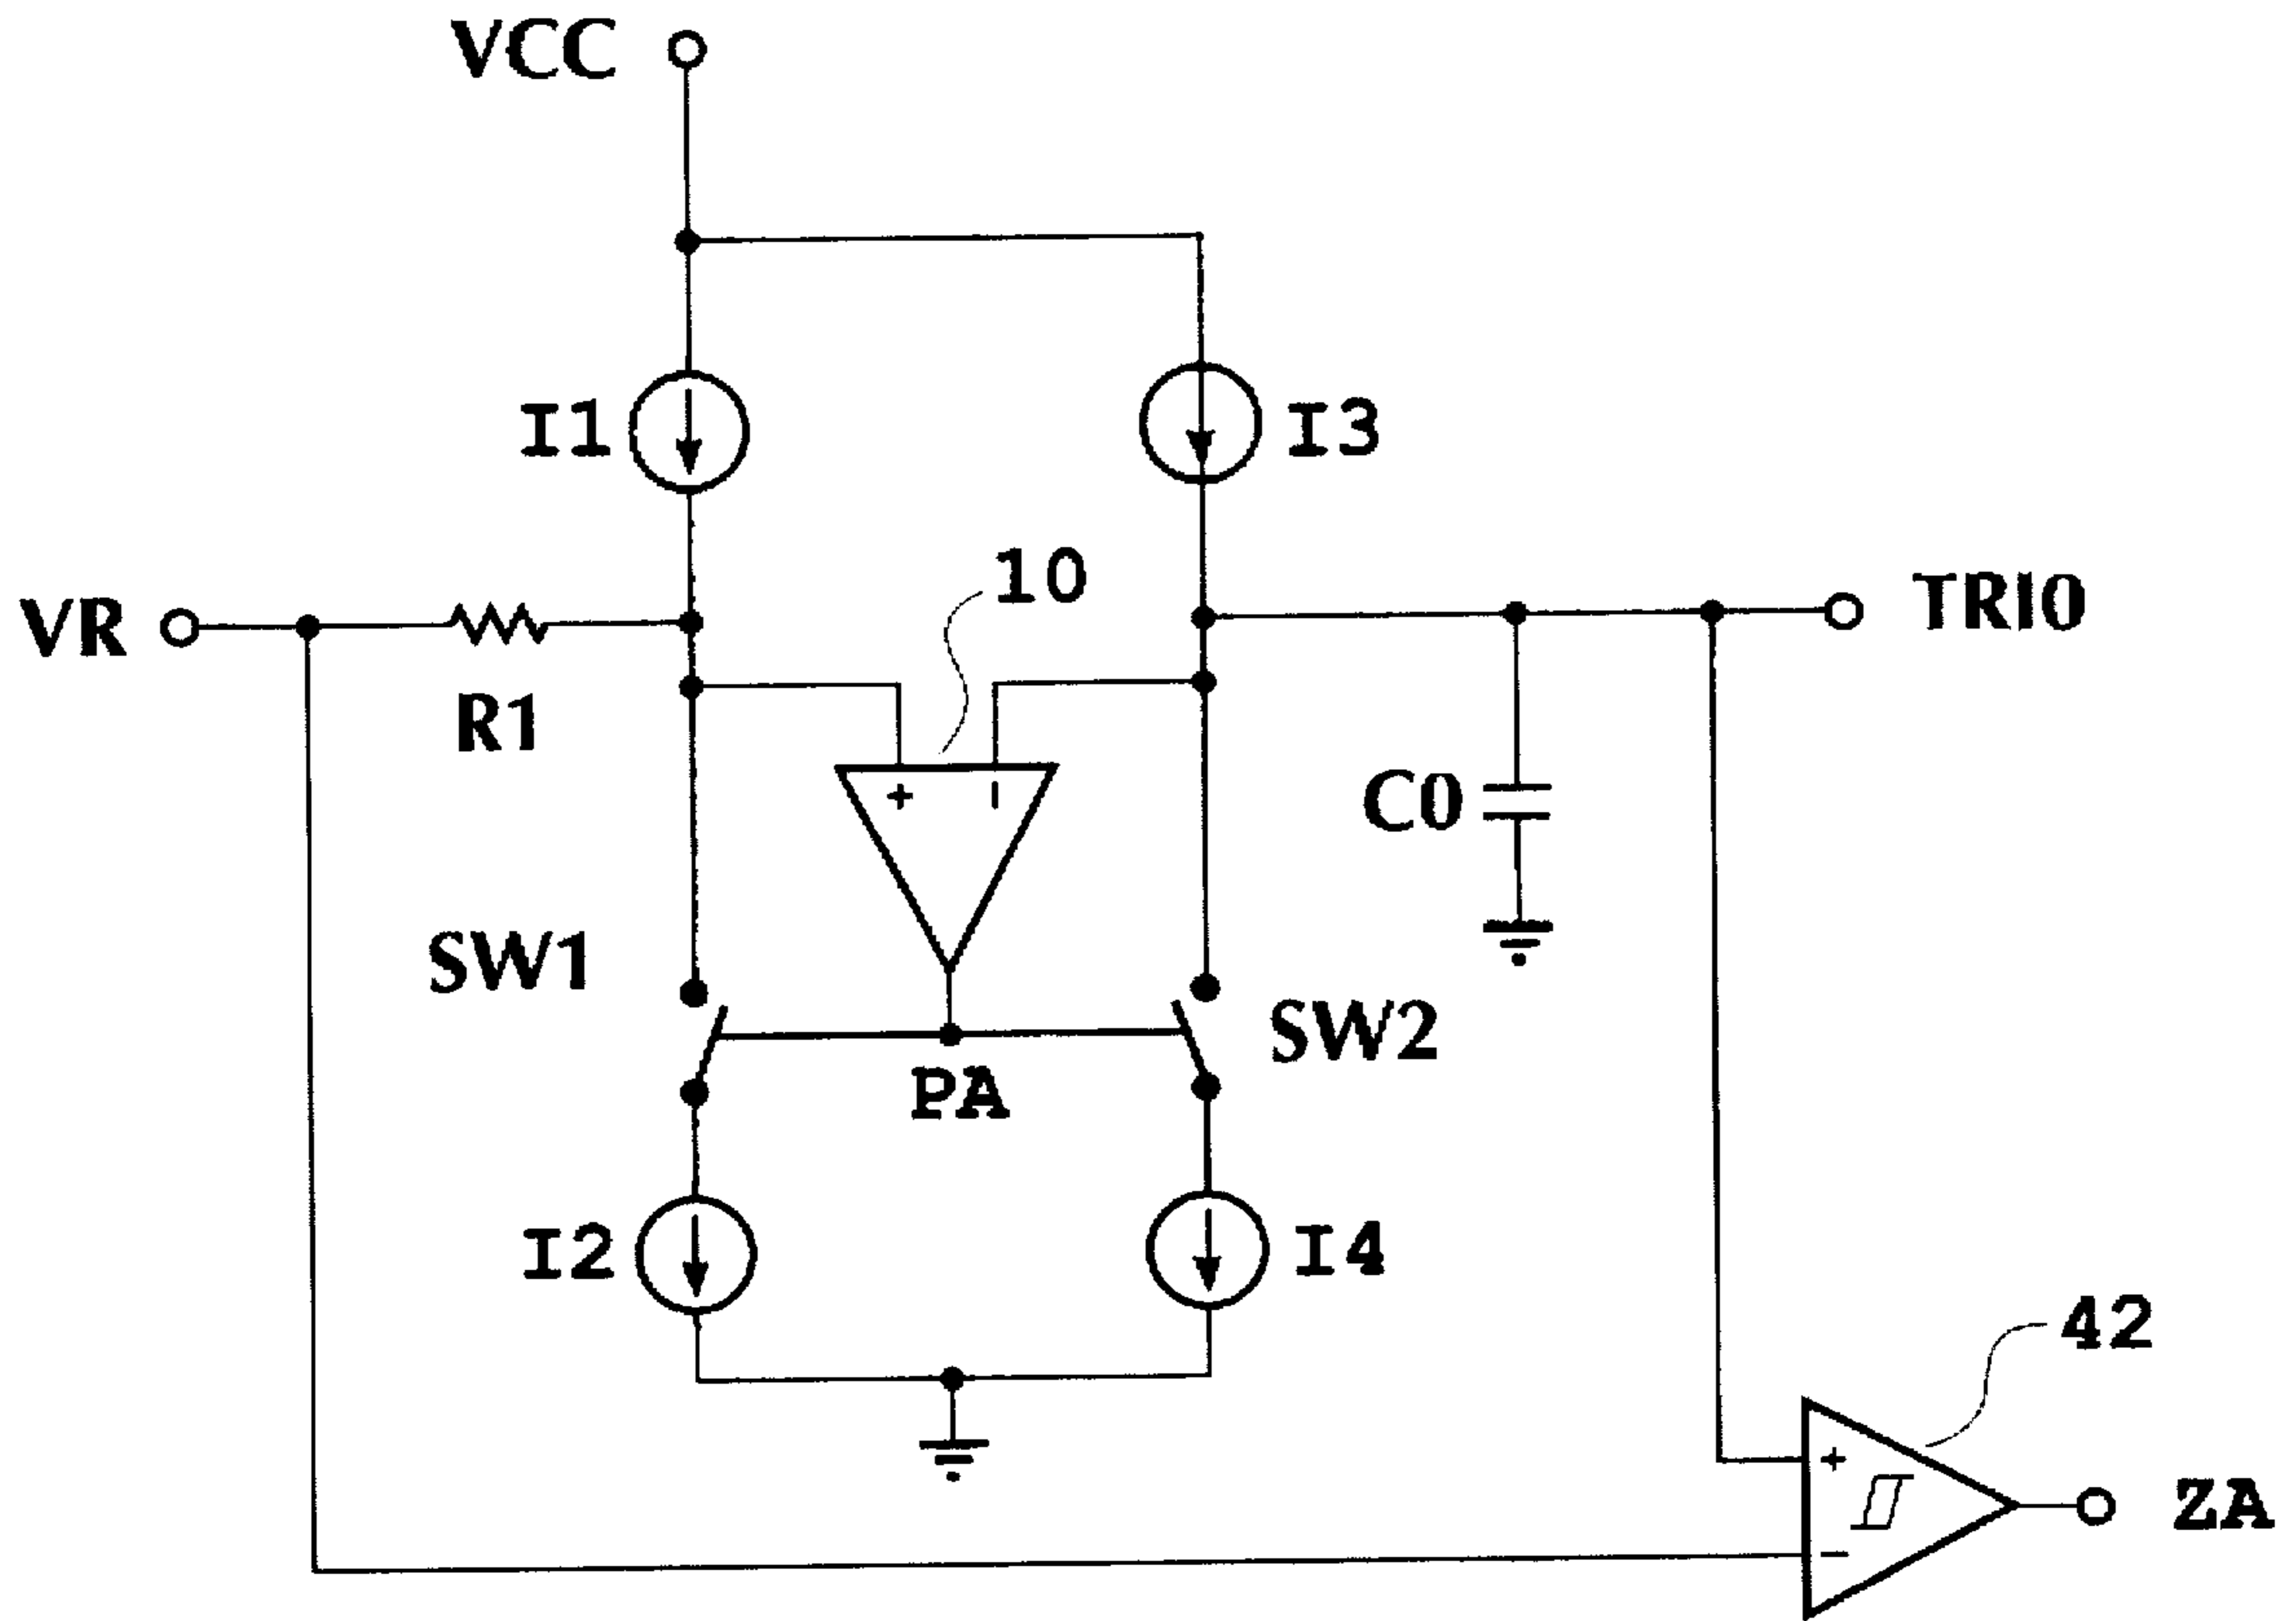 VCC
I1
I3
10
VR
TRI0
R1
+
-
C0
SW1
SW2
PA
I2
I4
42
+
-
ZA